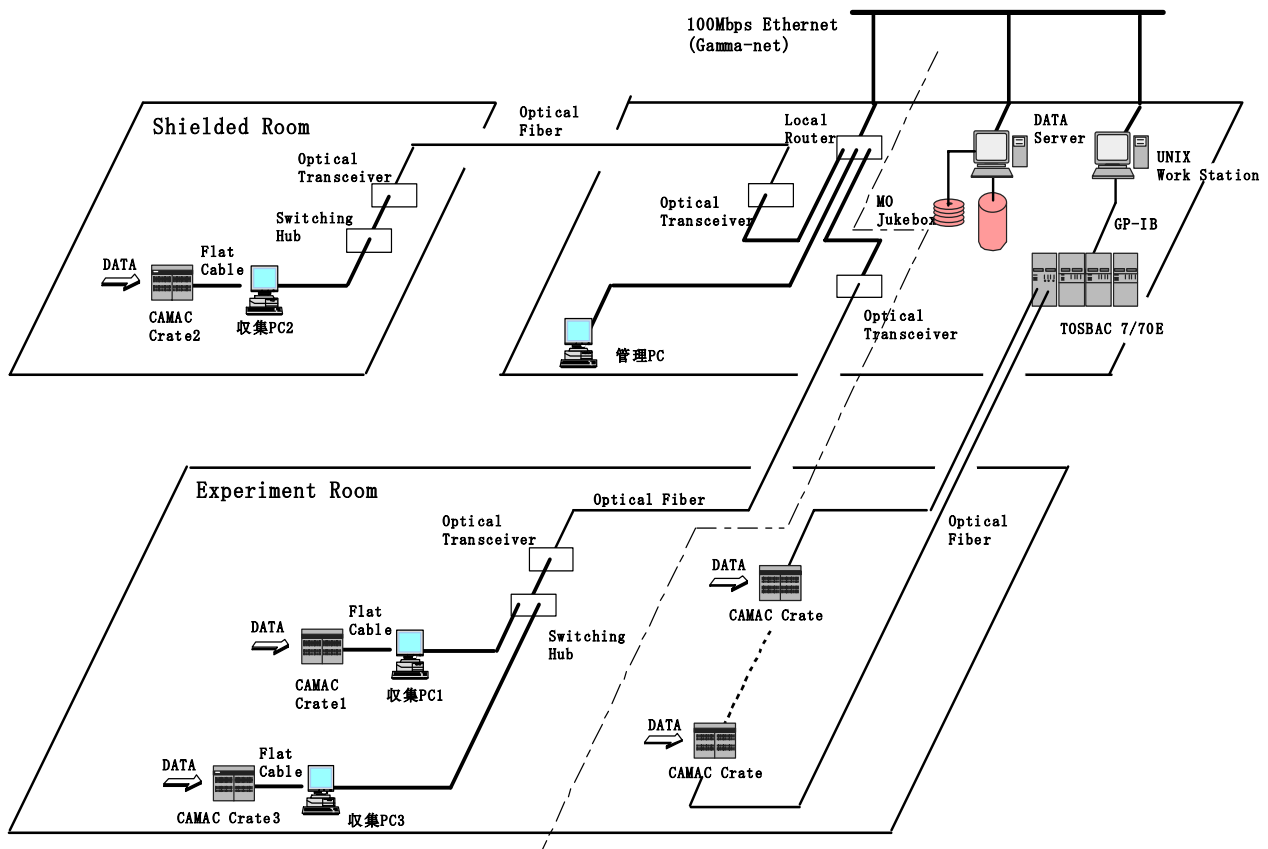 100Mbps Ethernet
(Gamma-net)
Shielded Room
Optical
Fiber
Local
Router
DATA
Server
UNIX
Work Station
Optical
Transceiver
Optical
Transceiver
MO
Jukebox
GP-IB
Switching
Hub
Flat
Cable
DATA
CAMAC
Crate2
収集PC2
Optical
Transceiver
TOSBAC 7/70E
管理PC
Experiment Room
Optical Fiber
Optical
Transceiver
Optical
Fiber
DATA
CAMAC Crate
Switching
Hub
Flat
Cable
DATA
CAMAC
Crate1
収集PC1
DATA
CAMAC Crate
Flat
Cable
DATA
CAMAC Crate3
収集PC3